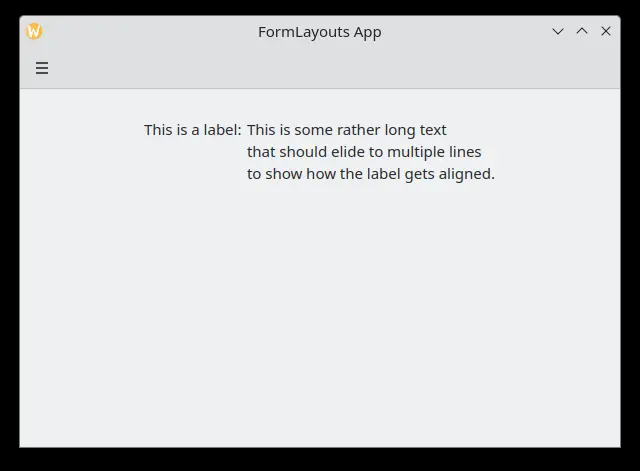 FormLayouts App
This is a label: This is some rather long text
that should elide to multiple lines
to show how the label gets aligned.